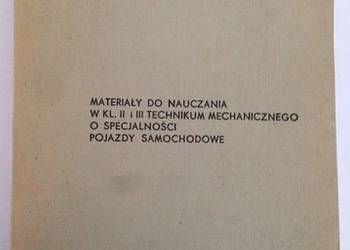 MATERIAŁY DO NAUCZANIA
W KL. II i III TECHNIKUM MECHANICZNEGO
O SPECJALNOŚCI
POJAZDY SAMOCHODOWE